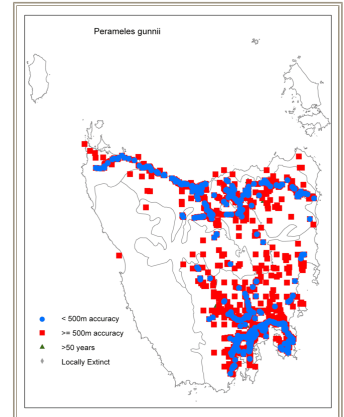 Perameles gunnii
< 500m accuracy
>= 500m accuracy
>50 years
Locally Extinct